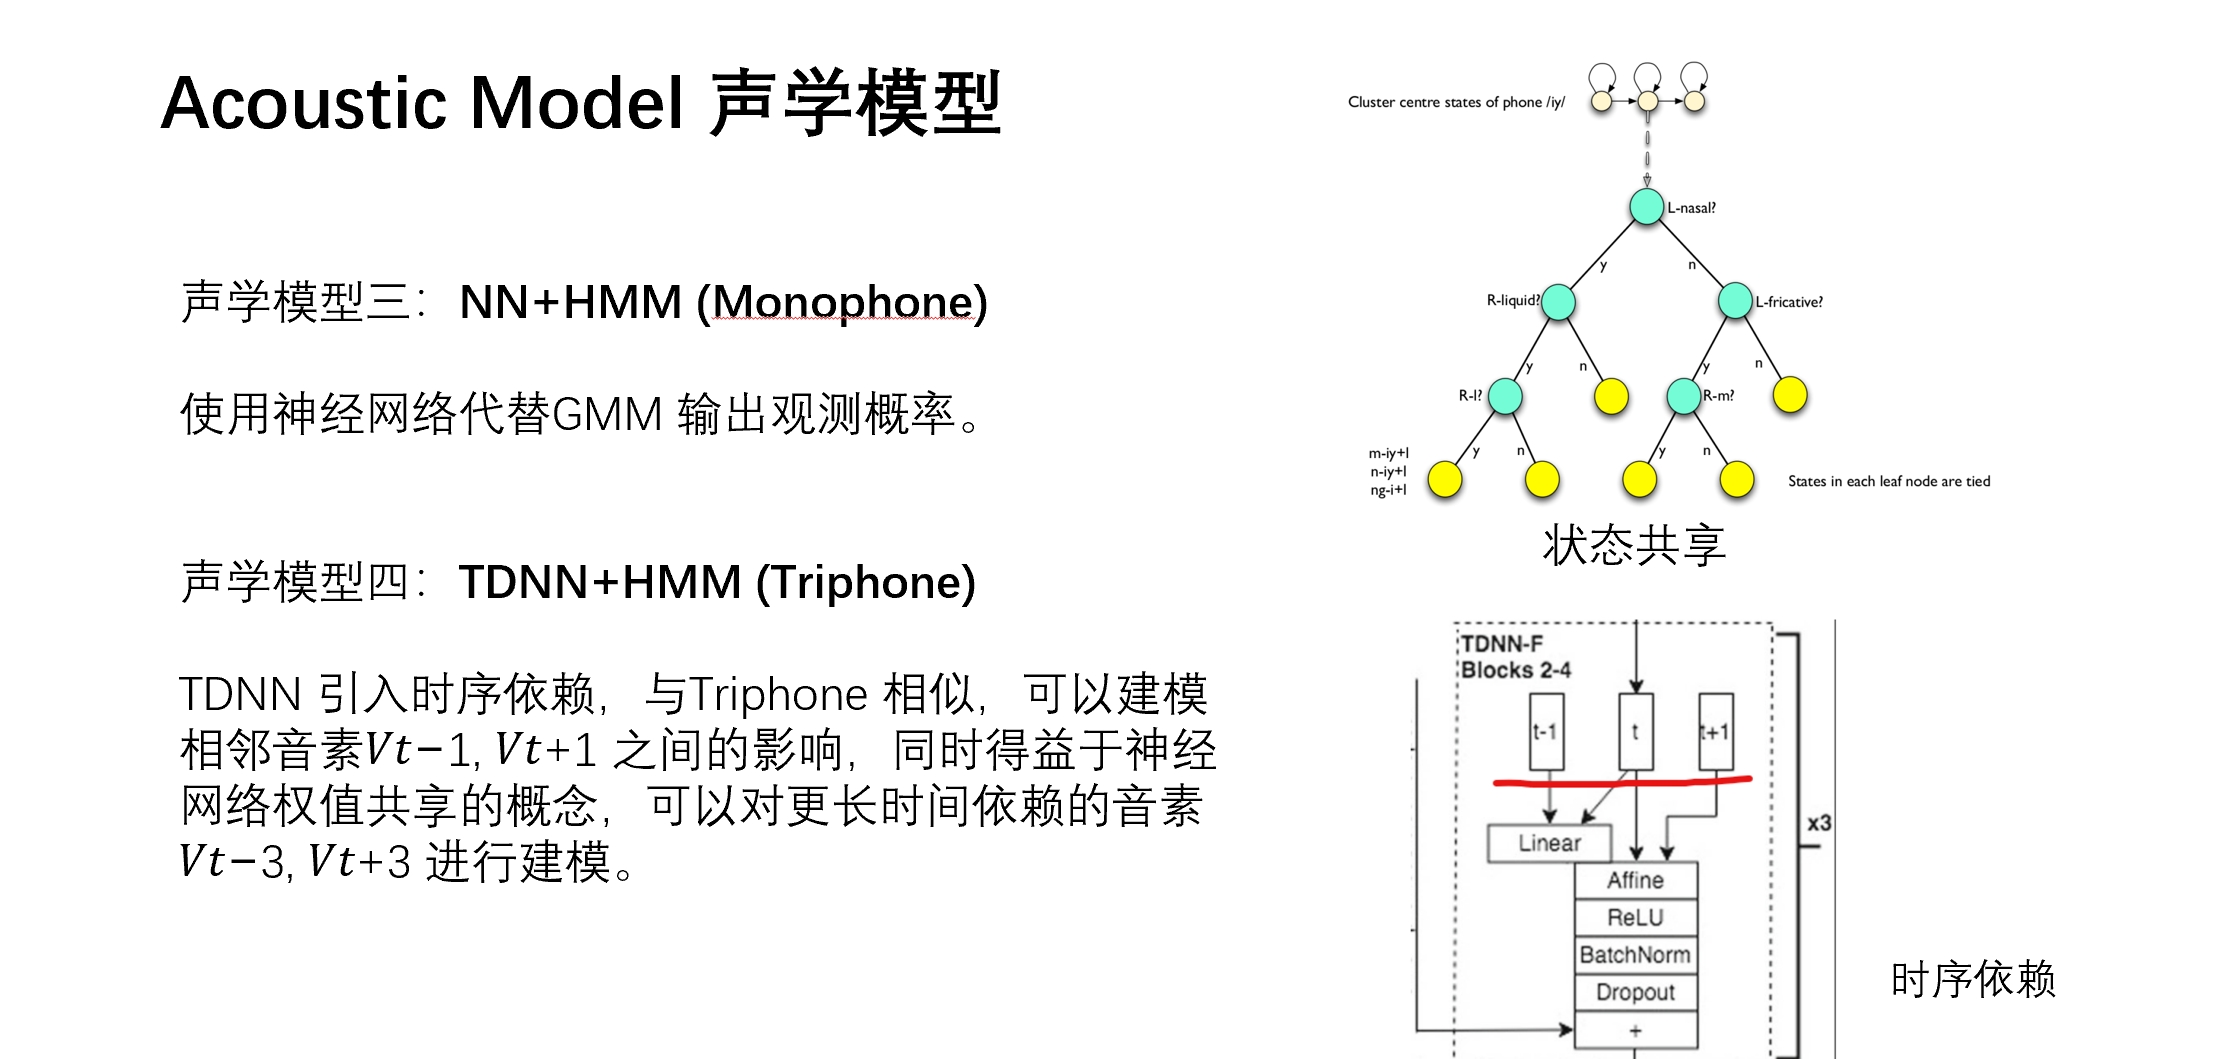 Acoustic Model 声学模型
声学模型三：NN+HMM (Monophone)
使用神经网络代替GMM 输出观测概率。
声学模型四：TDNN+HMM (Triphone)
TDNN 引入时序依赖，与Triphone 相似，可以建模
相邻音素Vt−1, Vt+1 之间的影响，同时得益于神经
网络权值共享的概念，可以对更长时间依赖的音素
Vt−3, Vt+3 进行建模。
Cluster centre states of phone /iy/
L-nasal?
y
n
R-liquid?
L-fricative?
y
n
y
n
R-l?
R-m?
y
n
y
n
m-iy+l
n-iy+l
ng-i+l
States in each leaf node are tied
状态共享
TDNN-F
Blocks 2-4
t-1
t
t+1
x3
Linear
Affine
ReLU
BatchNorm
Dropout
+
时序依赖